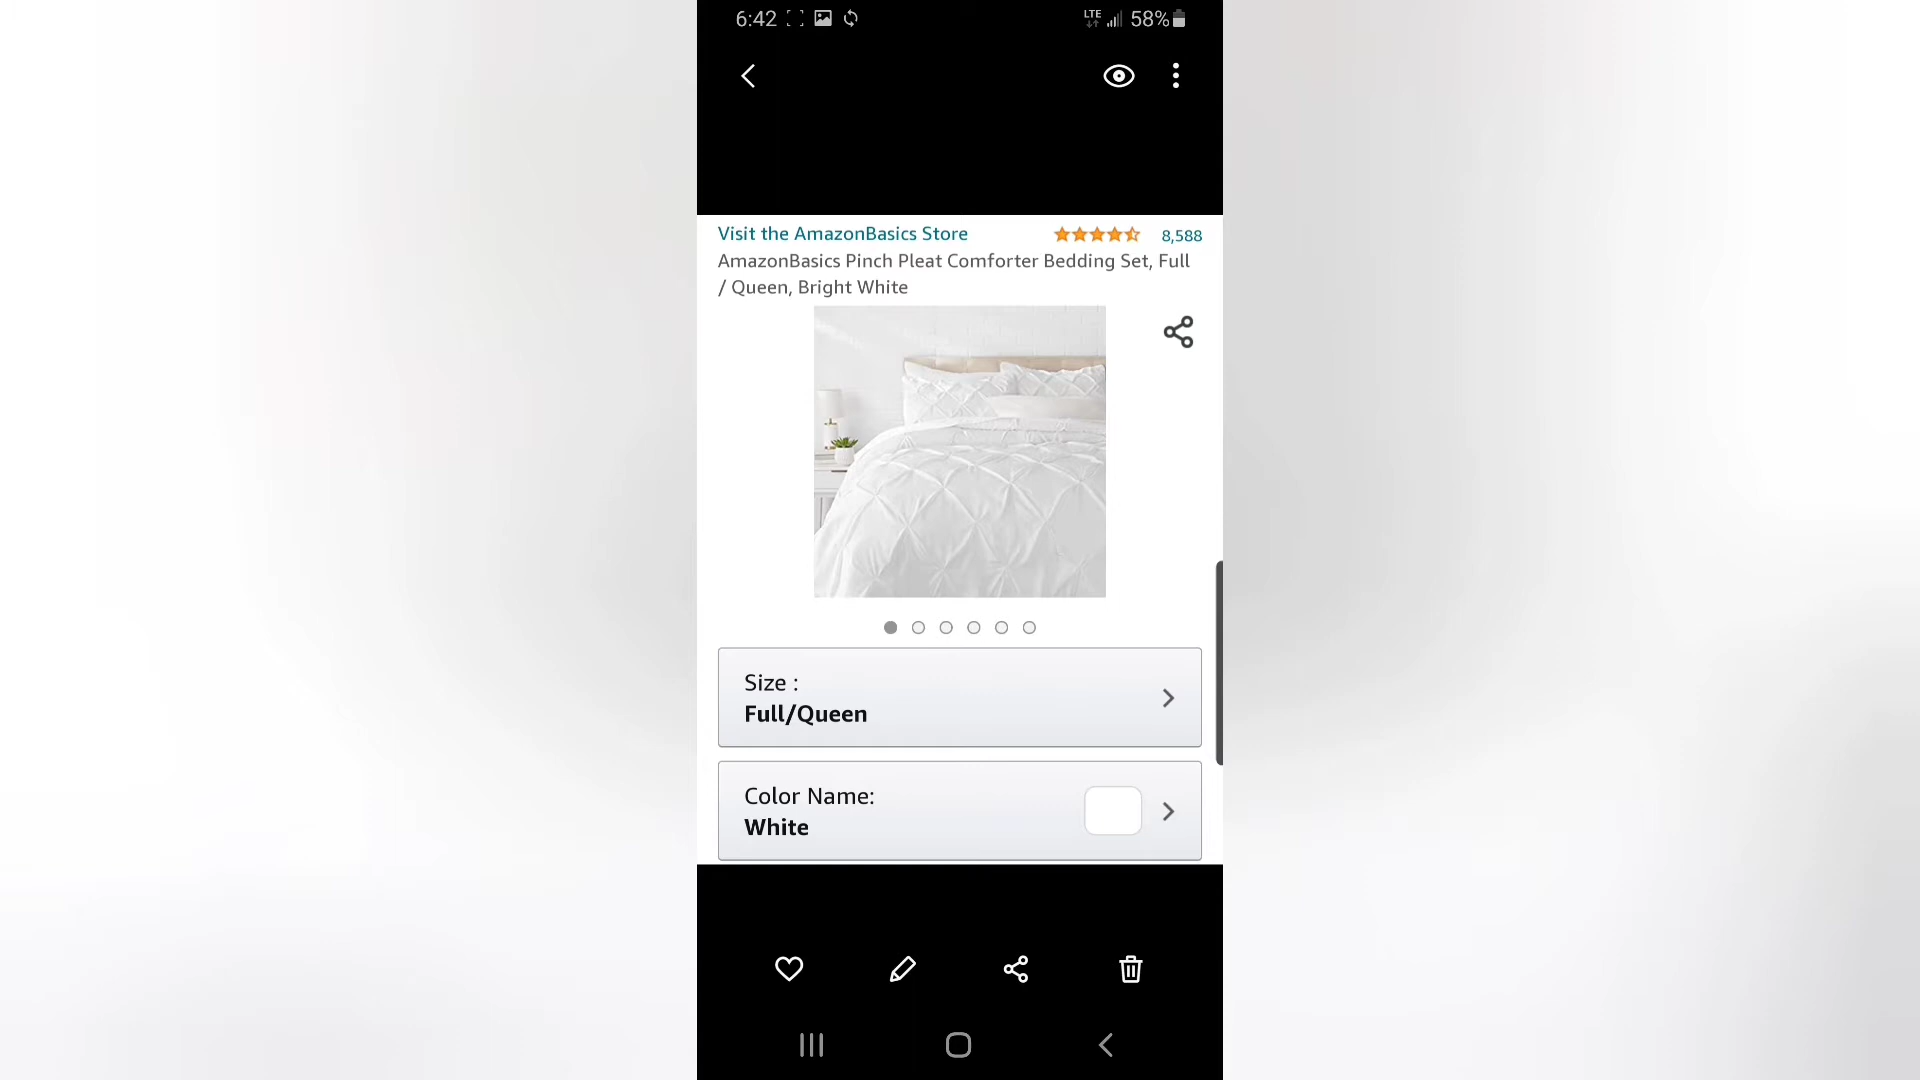 6:42 LTE 58%
Visit the AmazonBasics Store 8,588
AmazonBasics Pinch Pleat Comforter Bedding Set, Full
/ Queen, Bright White
Size :
Full/Queen
Color Name:
White